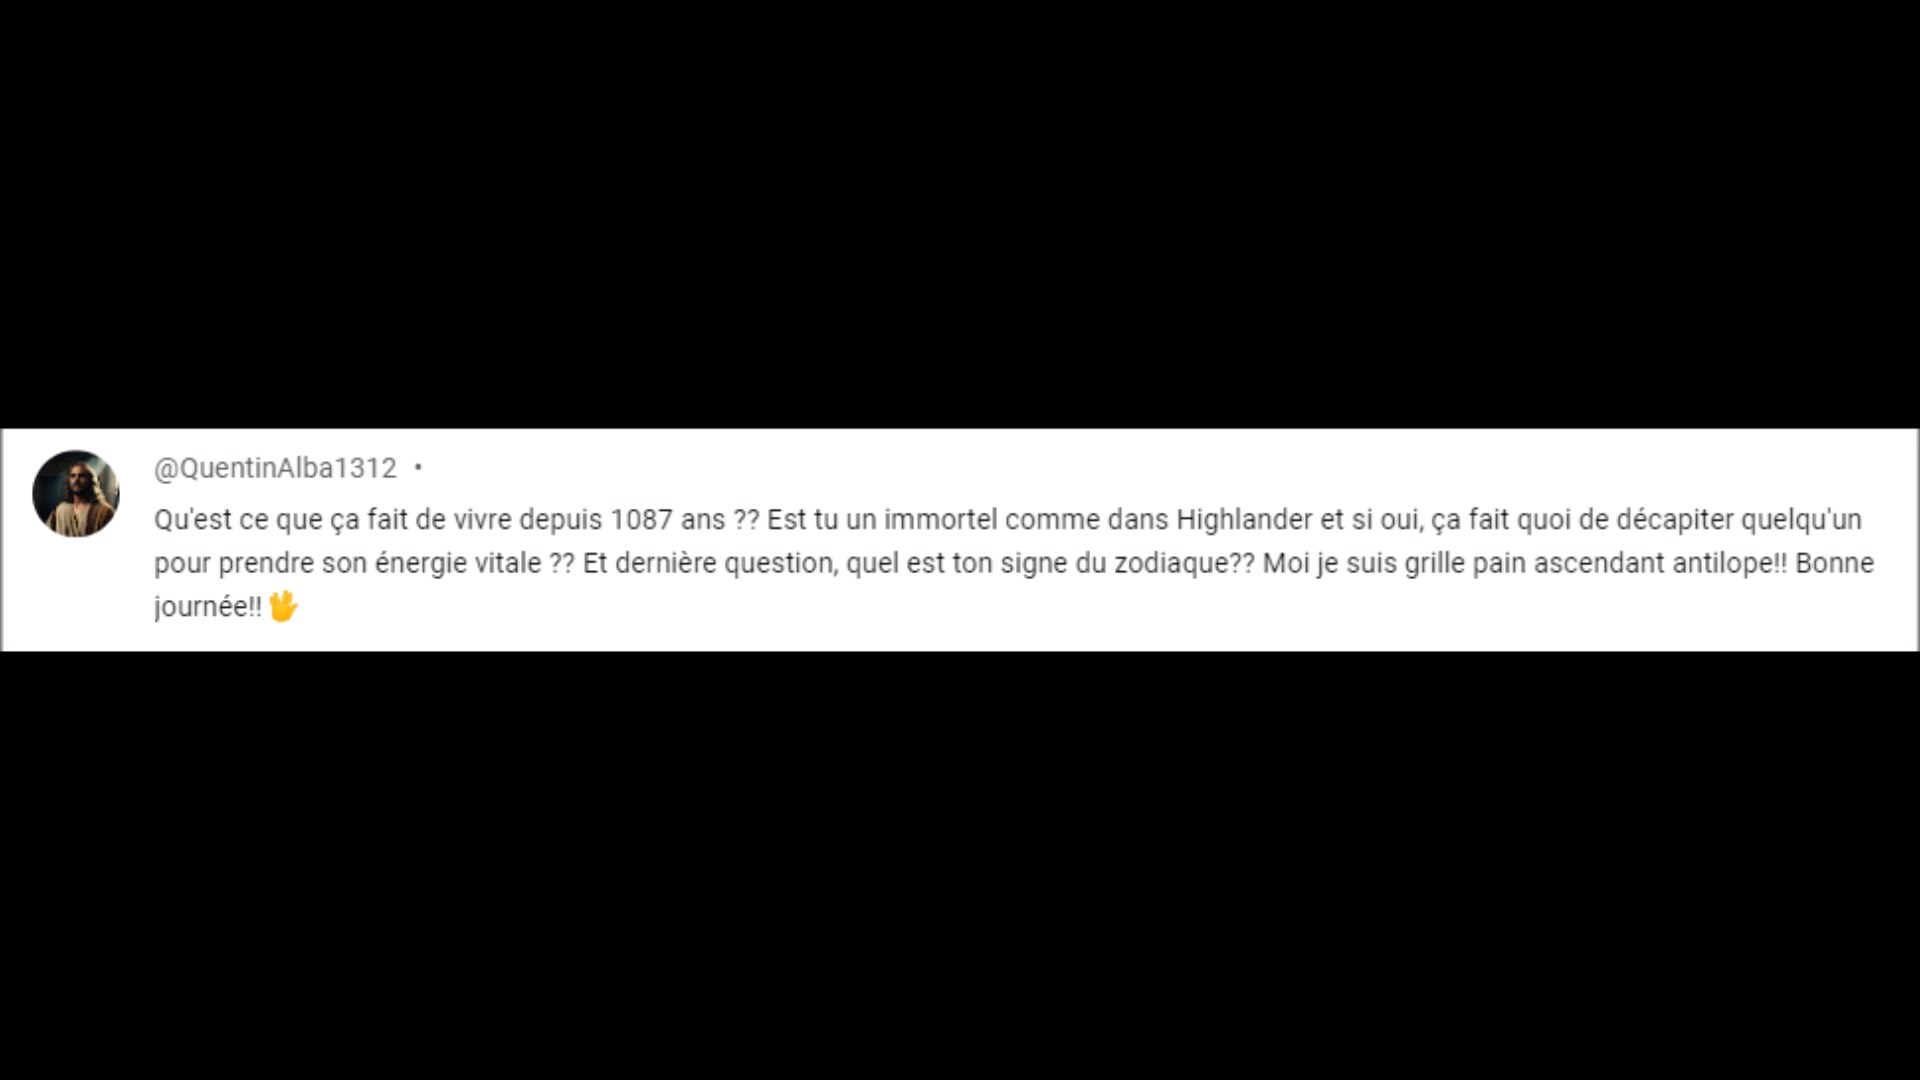 @QuentinAlba1312 •
Qu'est ce que ça fait de vivre depuis 1087 ans ?? Est tu un immortel comme dans Highlander et si oui, ça fait quoi de décapiter quelqu'un
pour prendre son énergie vitale ?? Et dernière question, quel est ton signe du zodiaque?? Moi je suis grille pain ascendant antilope!! Bonne
journée!! 🖖